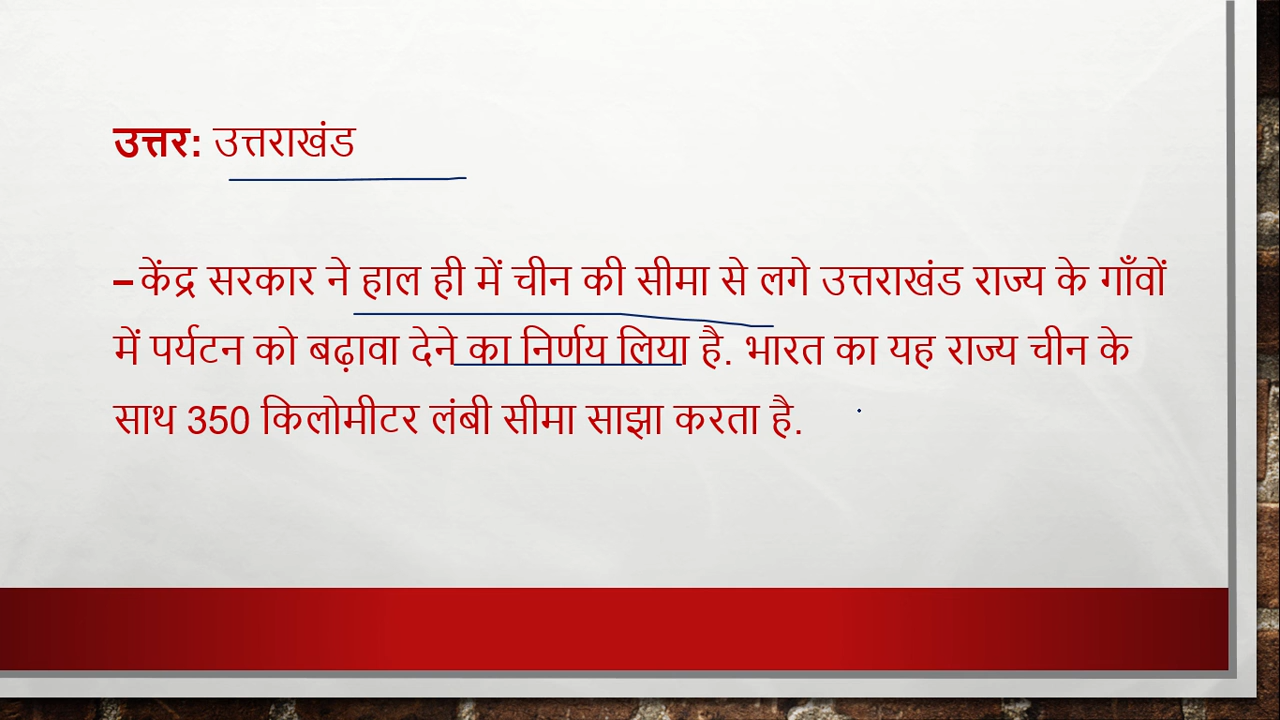 उत्तर: उत्तराखंड
– केंद्र सरकार ने हाल ही में चीन की सीमा से लगे उत्तराखंड राज्य के गाँवों
में पर्यटन को बढ़ावा देने का निर्णय लिया है. भारत का यह राज्य चीन के
साथ 350 किलोमीटर लंबी सीमा साझा करता है.